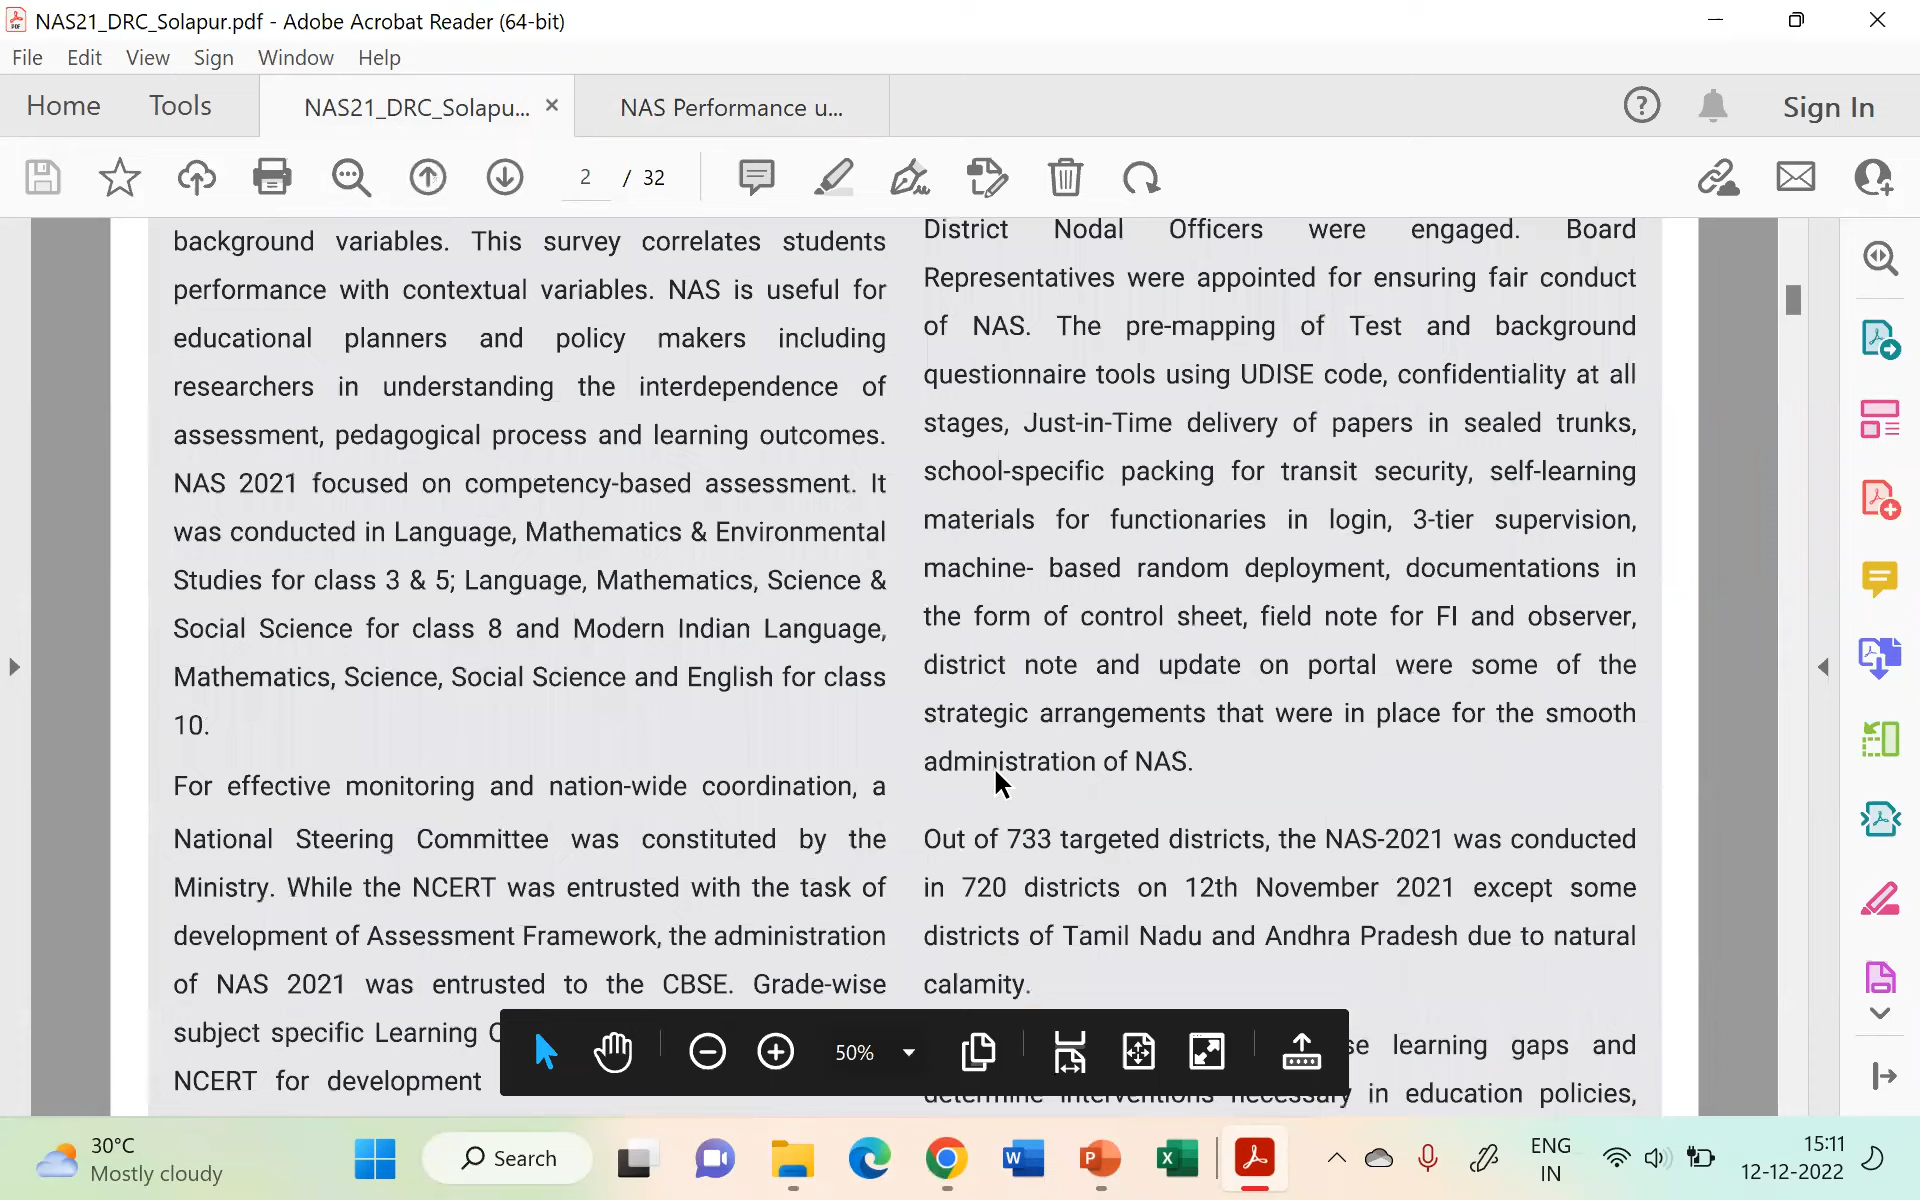 NAS21_DRC_Solapur.pdf - Adobe Acrobat Reader (64-bit)
File Edit View Sign Window Help
Home Tools NAS21_DRC_Solapu... × NAS Performance u... Sign In
2 / 32
background variables. This survey correlates students
performance with contextual variables. NAS is useful for
educational planners and policy makers including
researchers in understanding the interdependence of
assessment, pedagogical process and learning outcomes.
NAS 2021 focused on competency-based assessment. It
was conducted in Language, Mathematics & Environmental
Studies for class 3 & 5; Language, Mathematics, Science &
Social Science for class 8 and Modern Indian Language,
Mathematics, Science, Social Science and English for class
10.
For effective monitoring and nation-wide coordination, a
National Steering Committee was constituted by the
Ministry. While the NCERT was entrusted with the task of
development of Assessment Framework, the administration
of NAS 2021 was entrusted to the CBSE. Grade-wise
subject specific Learning
NCERT for development
District Nodal Officers were engaged. Board
Representatives were appointed for ensuring fair conduct
of NAS. The pre-mapping of Test and background
questionnaire tools using UDISE code, confidentiality at all
stages, Just-in-Time delivery of papers in sealed trunks,
school-specific packing for transit security, self-learning
materials for functionaries in login, 3-tier supervision,
machine- based random deployment, documentations in
the form of control sheet, field note for FI and observer,
district note and update on portal were some of the
strategic arrangements that were in place for the smooth
administration of NAS.
Out of 733 targeted districts, the NAS-2021 was conducted
in 720 districts on 12th November 2021 except some
districts of Tamil Nadu and Andhra Pradesh due to natural
calamity.
se learning gaps and
determine interventions necessary in education policies,
50%
30°C
Mostly cloudy
Search
ENG
IN
15:11
12-12-2022